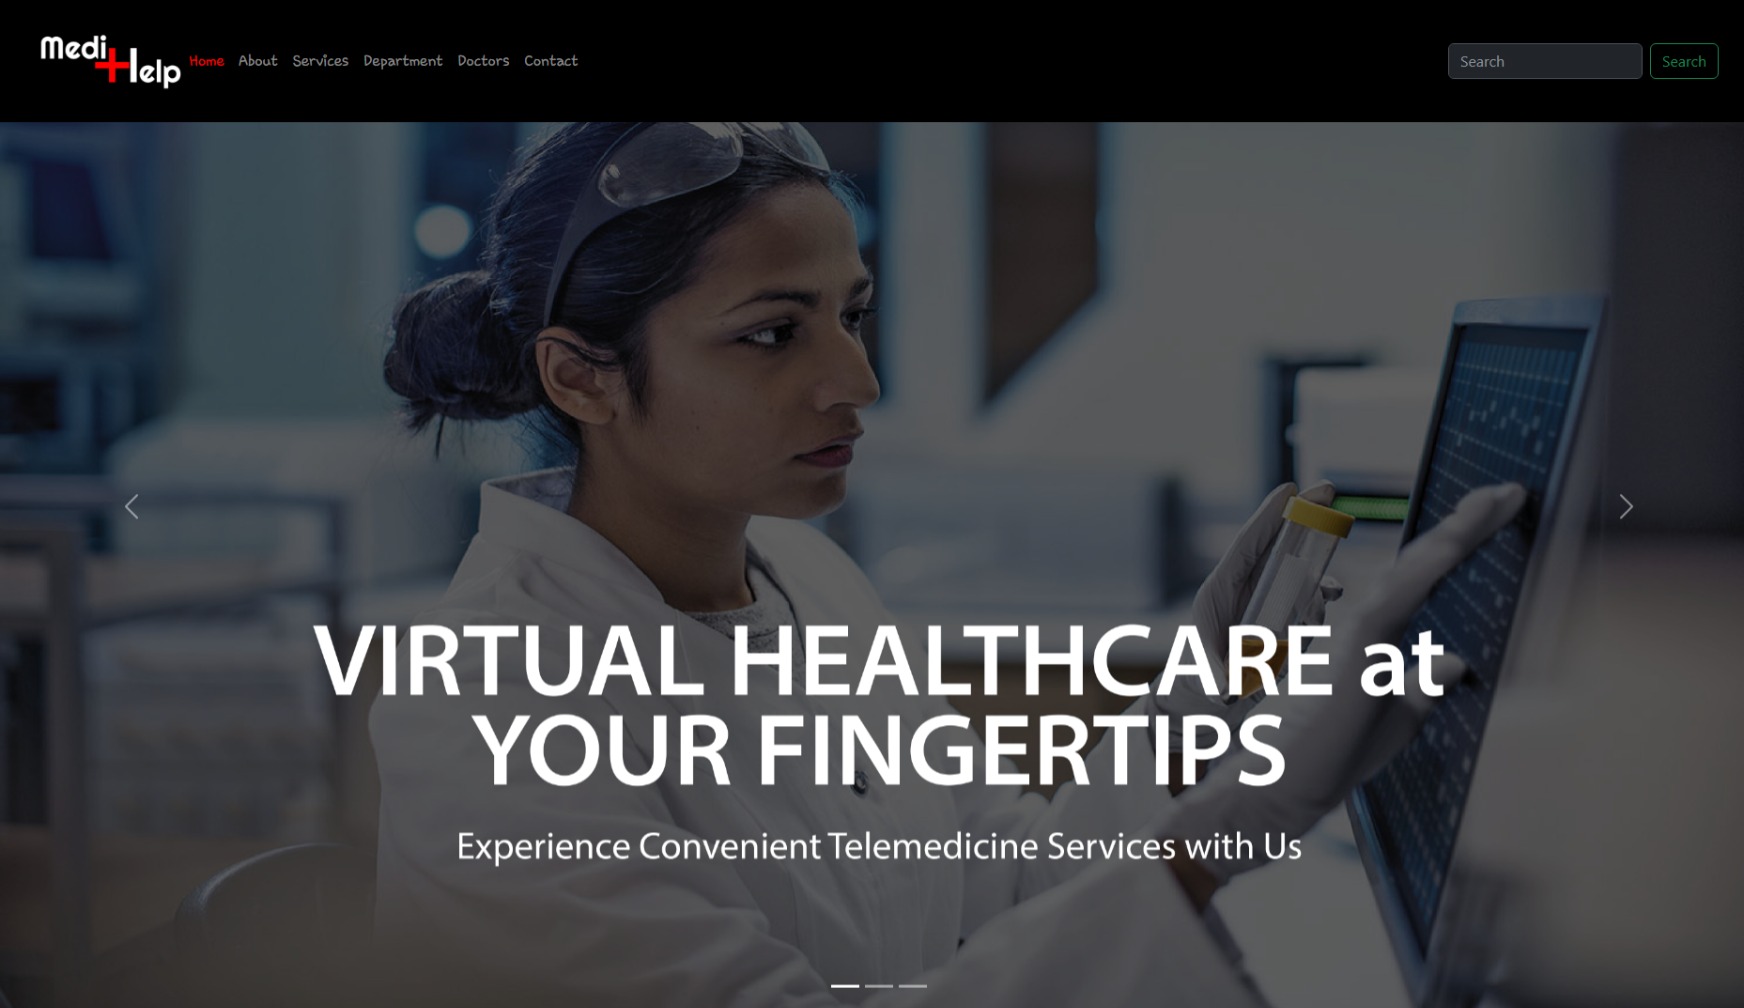 Medi Help
Home About Services Department Doctors Contact
Search Search
VIRTUAL HEALTHCARE at
YOUR FINGERTIPS
Experience Convenient Telemedicine Services with Us